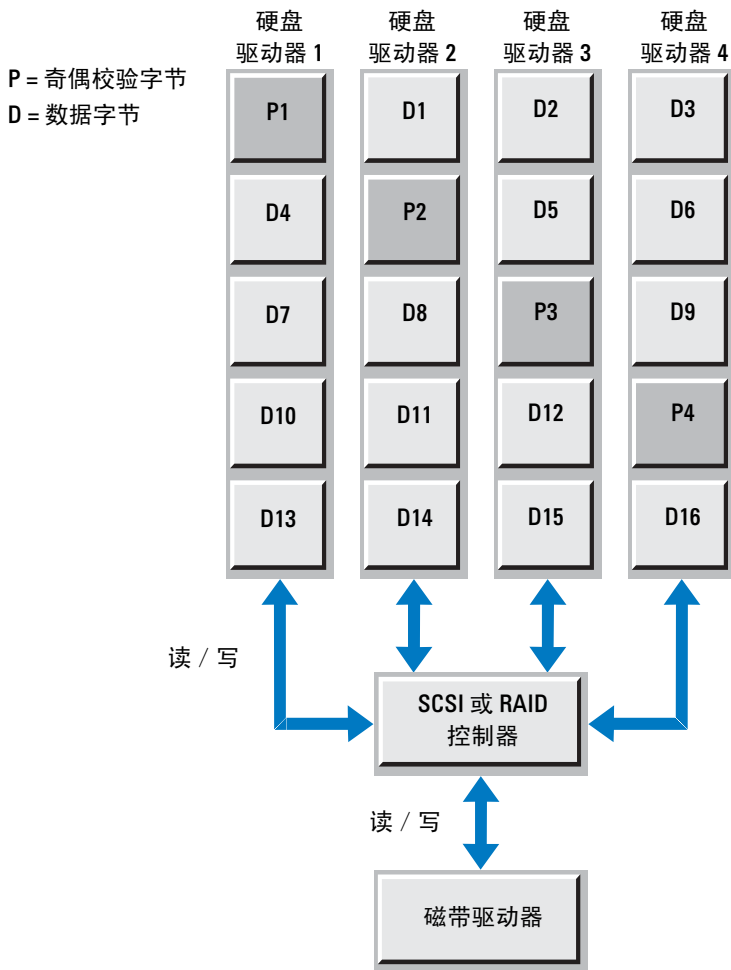 硬盘
驱动器 1
硬盘
驱动器 2
硬盘
驱动器 3
硬盘
驱动器 4
P = 奇偶校验字节
D = 数据字节
P1
D1
D2
D3
D4
P2
D5
D6
D7
D8
P3
D9
D10
D11
D12
P4
D13
D14
D15
D16
读 / 写
SCSI 或 RAID
控制器
读 / 写
磁带驱动器